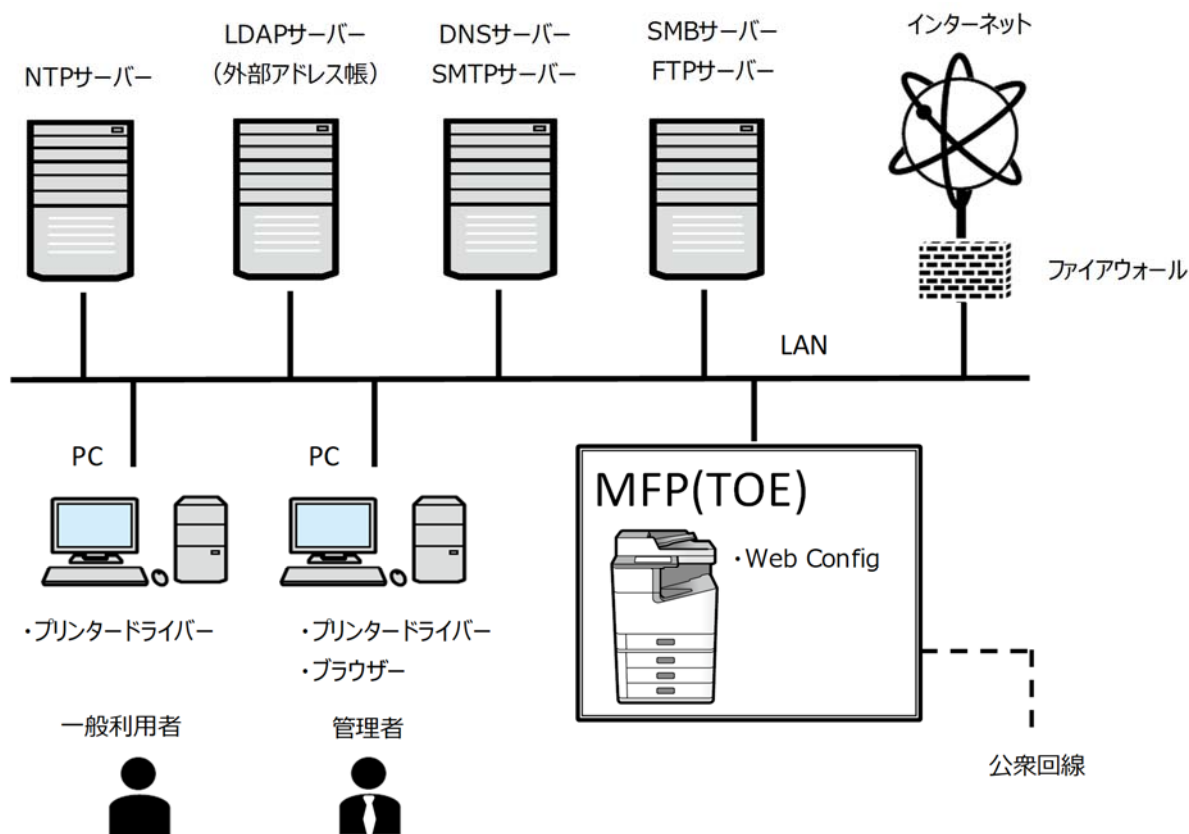 NTPサーバー
LDAPサーバー
（外部アドレス帳）
DNSサーバー
SMTPサーバー
SMBサーバー
FTPサーバー
インターネット
ファイアウォール
LAN
PC
PC
MFP(TOE)
・Web Config
・プリンタードライバー
・プリンタードライバー
・ブラウザー
一般利用者
管理者
公衆回線